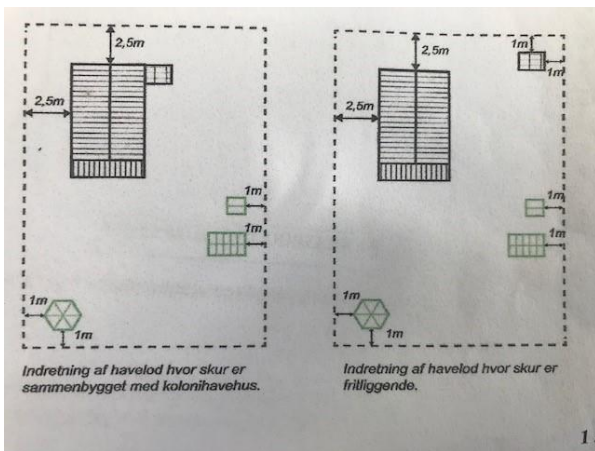 2,5m
2,5m
1m
1m
1m
1m
Indretning af havelod hvor skur er
sammenbygget med kolonihavehus.
2,5m
1m
1m
2,5m
1m
1m
1m
1m
Indretning af havelod hvor skur er
fritliggende.
1